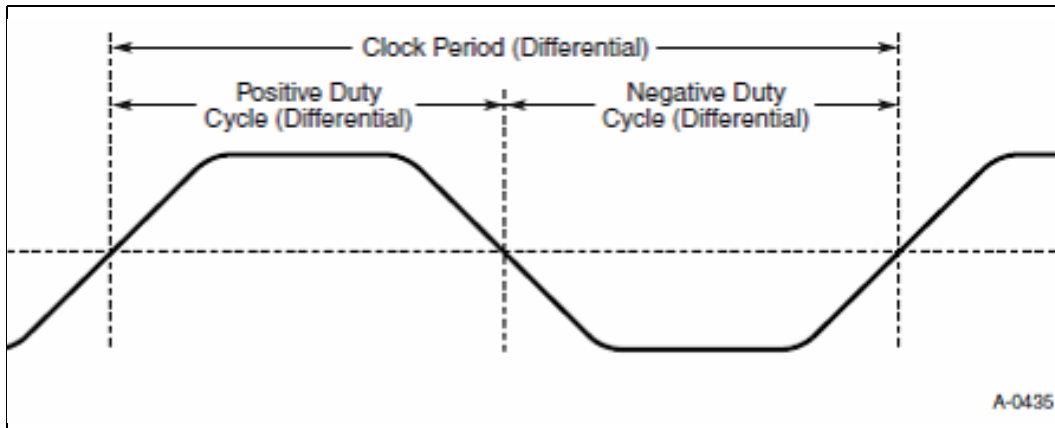 Clock Period (Differential)
Positive Duty
Cycle (Differential)
Negative Duty
Cycle (Differential)
A-0435